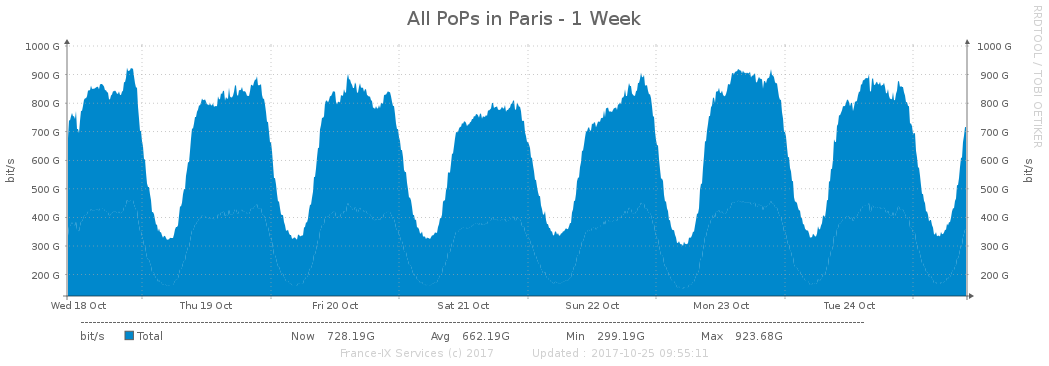 All PoPs in Paris - 1 Week
RRDTOOL / TOBI OETIKER
1000 G 1000 G
900 G 900 G
800 G 800 G
700 G 700 G
600 G 600 G
500 G 500 G
400 G 400 G
300 G 300 G
200 G 200 G
bit/s bit/s
Wed 18 Oct Thu 19 Oct Fri 20 Oct Sat 21 Oct Sun 22 Oct Mon 23 Oct Tue 24 Oct
bit/s Total Now 728.19G Avg 662.19G Min 299.19G Max 923.68G
France-IX Services (c) 2017 Updated : 2017-10-25 09:55:11